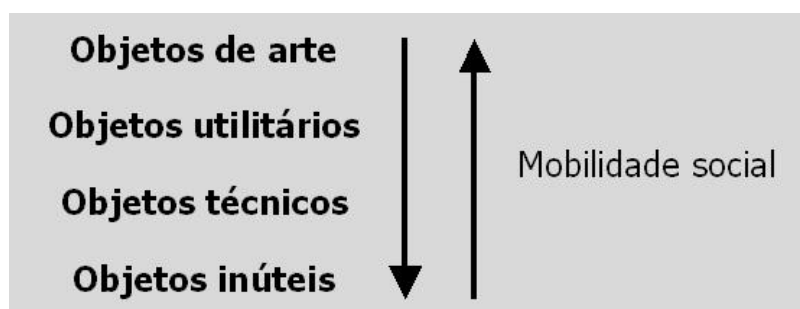 Objetos de arte
Objetos utilitários
Mobilidade social
Objetos técnicos
Objetos inúteis